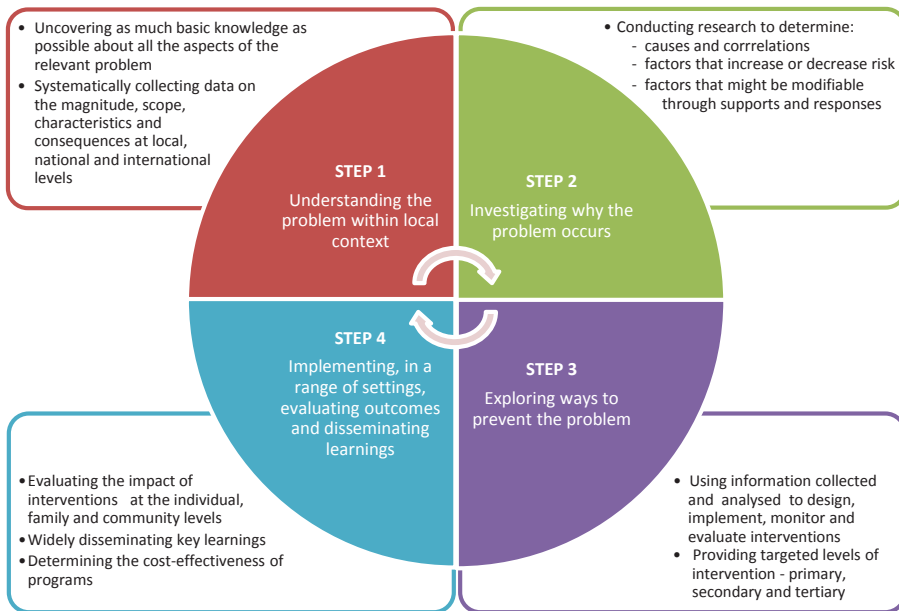 • Uncovering as much basic knowledge as
possible about all the aspects of the
relevant problem
• Systematically collecting data on
the magnitude, scope,
characteristics and
consequences at local,
national and international
levels
STEP 1
Understanding the
problem within local
context
• Conducting research to determine:
- causes and corrrelations
- factors that increase or decrease risk
- factors that might be modifiable
through supports and responses
STEP 2
Investigating why the
problem occurs
STEP 3
Exploring ways to
prevent the problem
• Using information collected
and analysed to design,
implement, monitor and
evaluate interventions
• Providing targeted levels of
intervention - primary,
secondary and tertiary
STEP 4
Implementing, in a
range of settings,
evaluating outcomes
and disseminating
learnings
•Evaluating the impact of
interventions at the individual,
family and community levels
•Widely disseminating key learnings
•Determining the cost-effectiveness of
programs